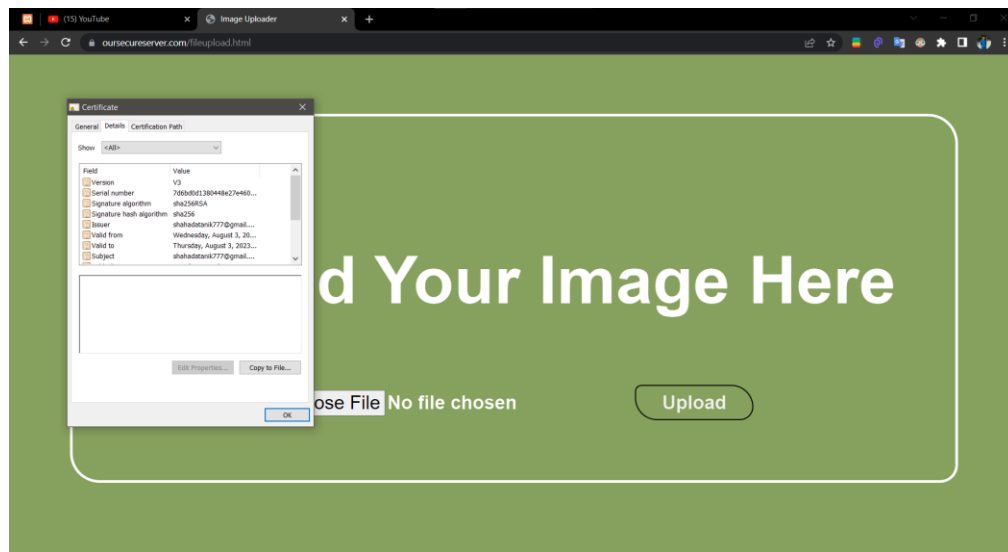 (15) YouTube
Image Uploader
oursecureserver.com/fileupload.html
Certificate
General Details Certification Path
Show <All>
Field Value
Version V3
Serial number 7d6bd0d1380448e27e460...
Signature algorithm sha256RSA
Signature hash algorithm sha256
Issuer shahadatanik777@gmail....
Valid from Wednesday, August 3, 20...
Valid to Thursday, August 3, 2023...
Subject shahadatanik777@gmail....
d Your Image Here
Edit Properties... Copy to File...
OK
ose File No file chosen
Upload